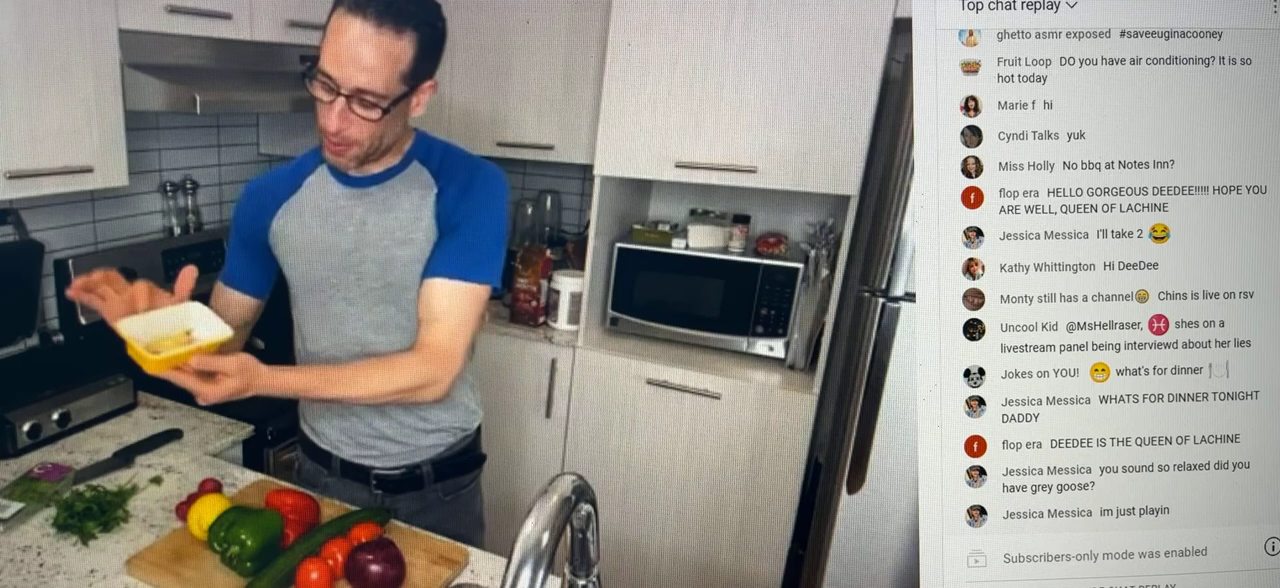 Top chat replay
ghetto asmr exposed #saveeuginacooney
Fruit Loop DO you have air conditioning? It is so
hot today
Marie f hi
Cyndi Talks yuk
Miss Holly No bbq at Notes Inn?
f
flop era HELLO GORGEOUS DEEDEE!!!!! HOPE YOU
ARE WELL, QUEEN OF LACHINE
Jessica Messica I'll take 2 😂
Kathy Whittington Hi DeeDee
Monty still has a channel😁 Chins is live on rsv
Uncool Kid @MsHellraser, ♓ shes on a
livestream panel being interviewd about her lies
Jokes on YOU! 😁 what's for dinner 🍽️
Jessica Messica WHATS FOR DINNER TONIGHT
DADDY
f
flop era DEEDEE IS THE QUEEN OF LACHINE
Jessica Messica you sound so relaxed did you
have grey goose?
Jessica Messica im just playin
Subscribers-only mode was enabled
CHAT REPLAY